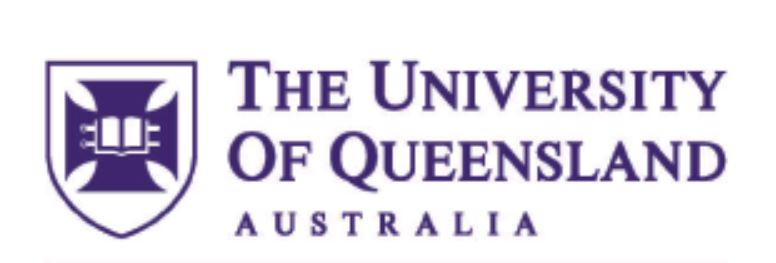 THE UNIVERSITY
OF QUEENSLAND
AUSTRALIA